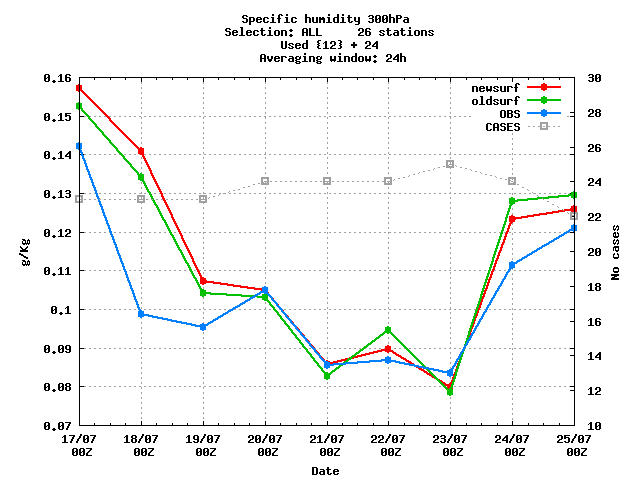 Specific humidity 300hPa
Selection: ALL     26 stations
Used {12} + 24
Averaging window: 24h
newsurf
oldsurf
OBS
CASES
g/Kg
0.16
0.15
0.14
0.13
0.12
0.11
0.1
0.09
0.08
0.07
No cases
30
28
26
24
22
20
18
16
14
12
10
17/07 18/07 19/07 20/07 21/07 22/07 23/07 24/07 25/07
00Z 00Z 00Z 00Z 00Z 00Z 00Z 00Z 00Z
Date